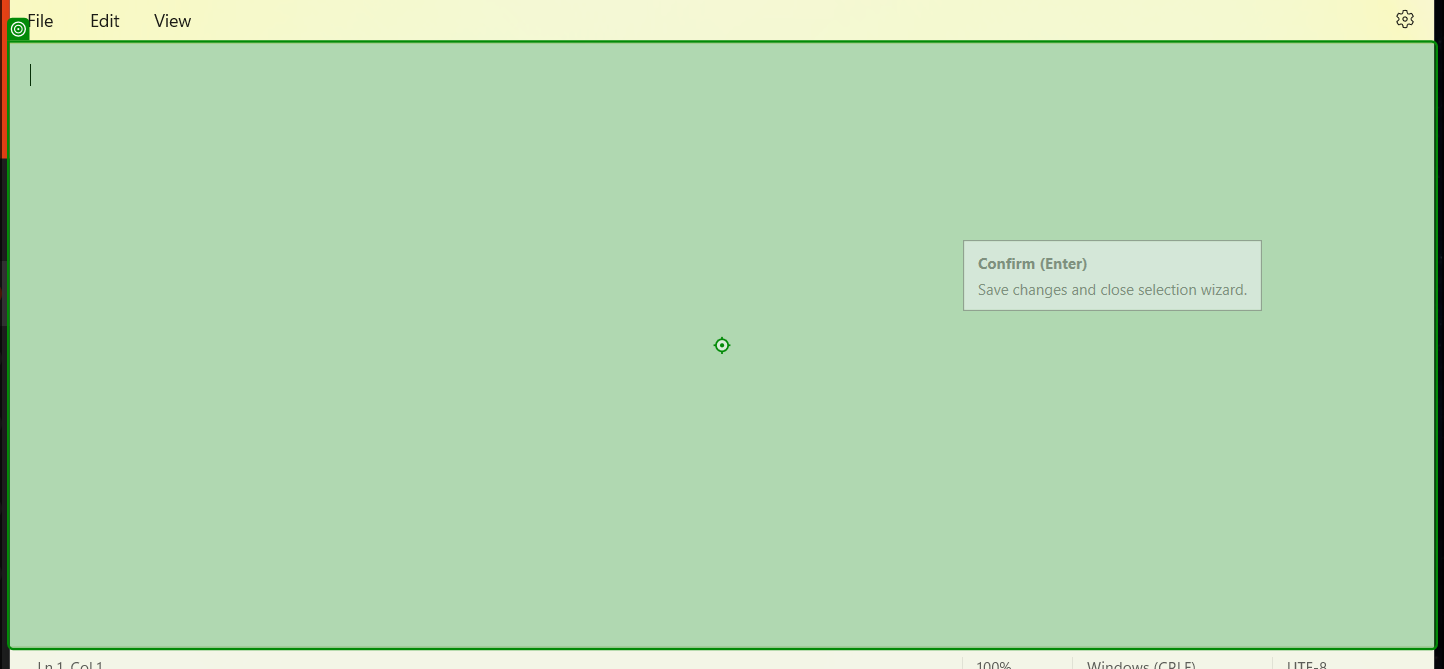 File Edit View
Confirm (Enter)
Save changes and close selection wizard.
Ln 1, Col 1 100% Windows (CRLF) UTF-8